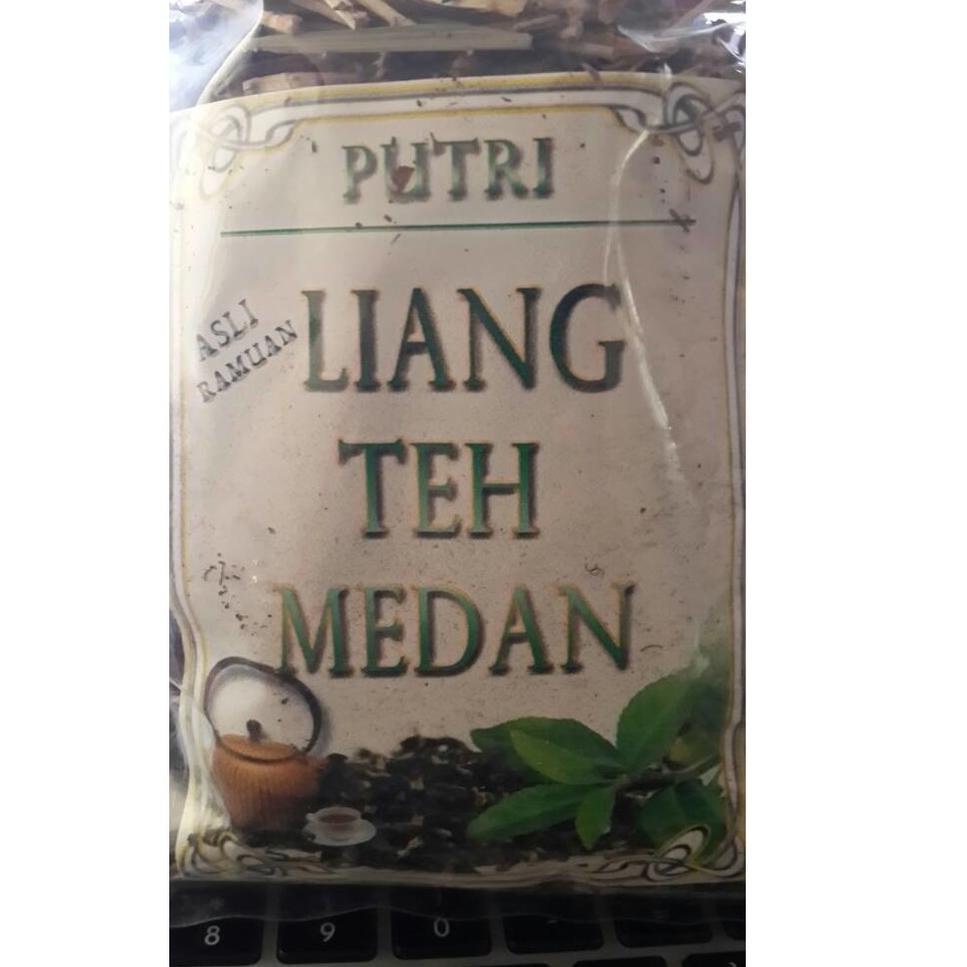 PUTRI
ASLI
RAMUAN
LIANG
TEH
MEDAN
8 9 0